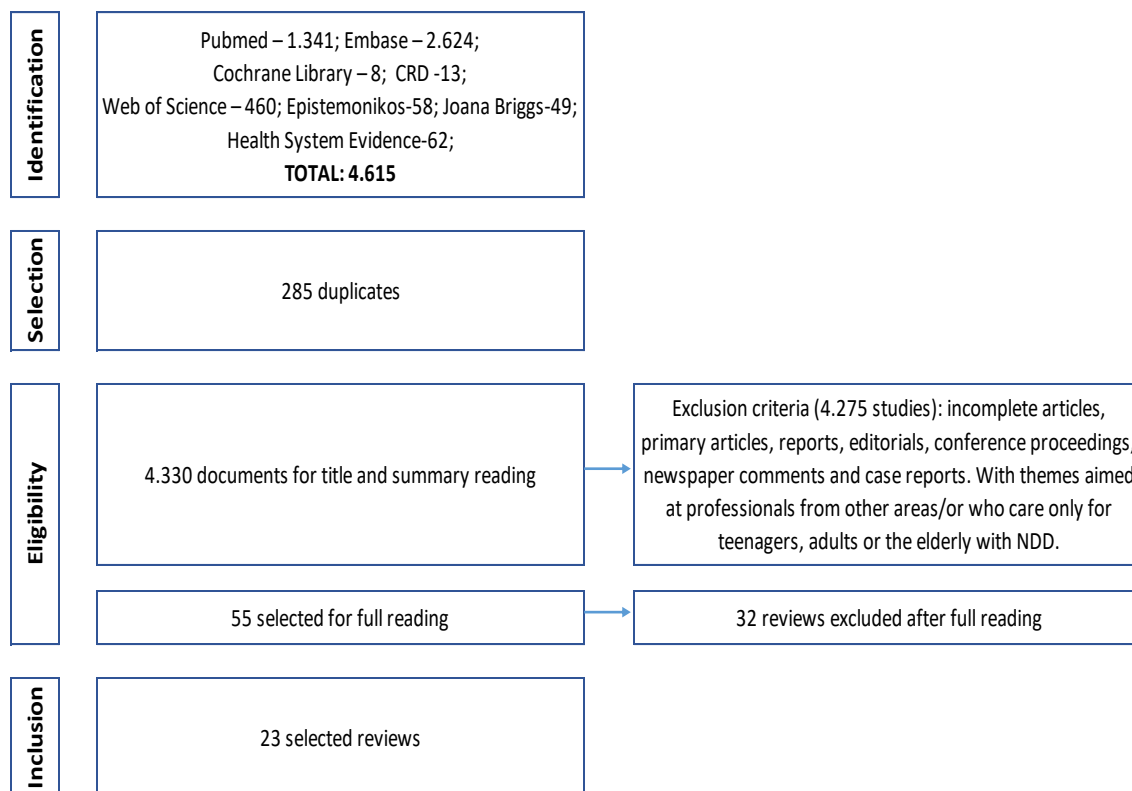 Identification
Pubmed – 1.341; Embase – 2.624;
Cochrane Library – 8; CRD -13;
Web of Science – 460; Epistemonikos-58; Joana Briggs-49;
Health System Evidence-62;
TOTAL: 4.615
Selection
285 duplicates
Eligibility
4.330 documents for title and summary reading
Exclusion criteria (4.275 studies): incomplete articles,
primary articles, reports, editorials, conference proceedings,
newspaper comments and case reports. With themes aimed
at professionals from other areas/or who care only for
teenagers, adults or the elderly with NDD.
55 selected for full reading
32 reviews excluded after full reading
Inclusion
23 selected reviews